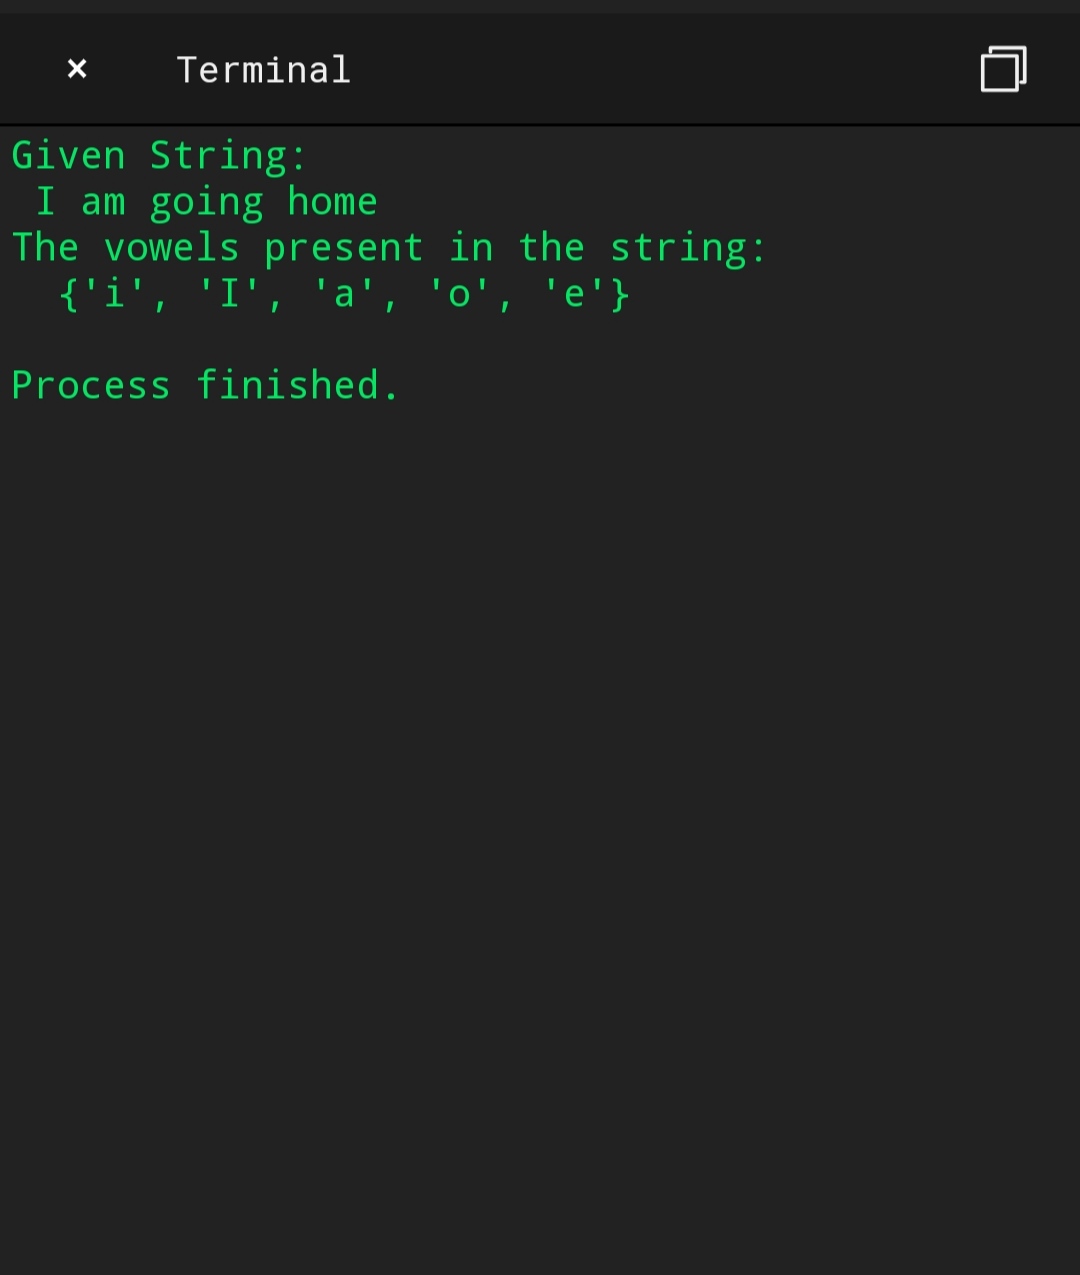 × Terminal
Given String:
 I am going home
The vowels present in the string:
  {'i', 'I', 'a', 'o', 'e'}

Process finished.